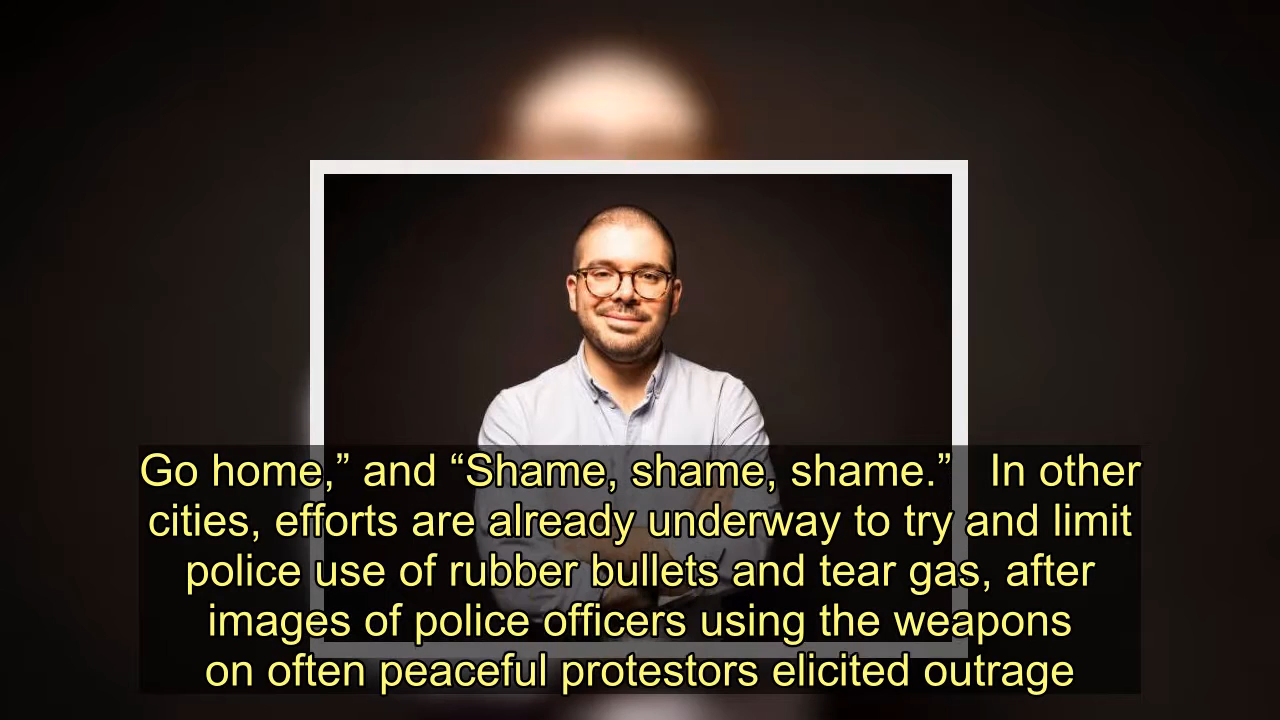 Go home,” and “Shame, shame, shame.”   In other
cities, efforts are already underway to try and limit
police use of rubber bullets and tear gas, after
images of police officers using the weapons
on often peaceful protestors elicited outrage